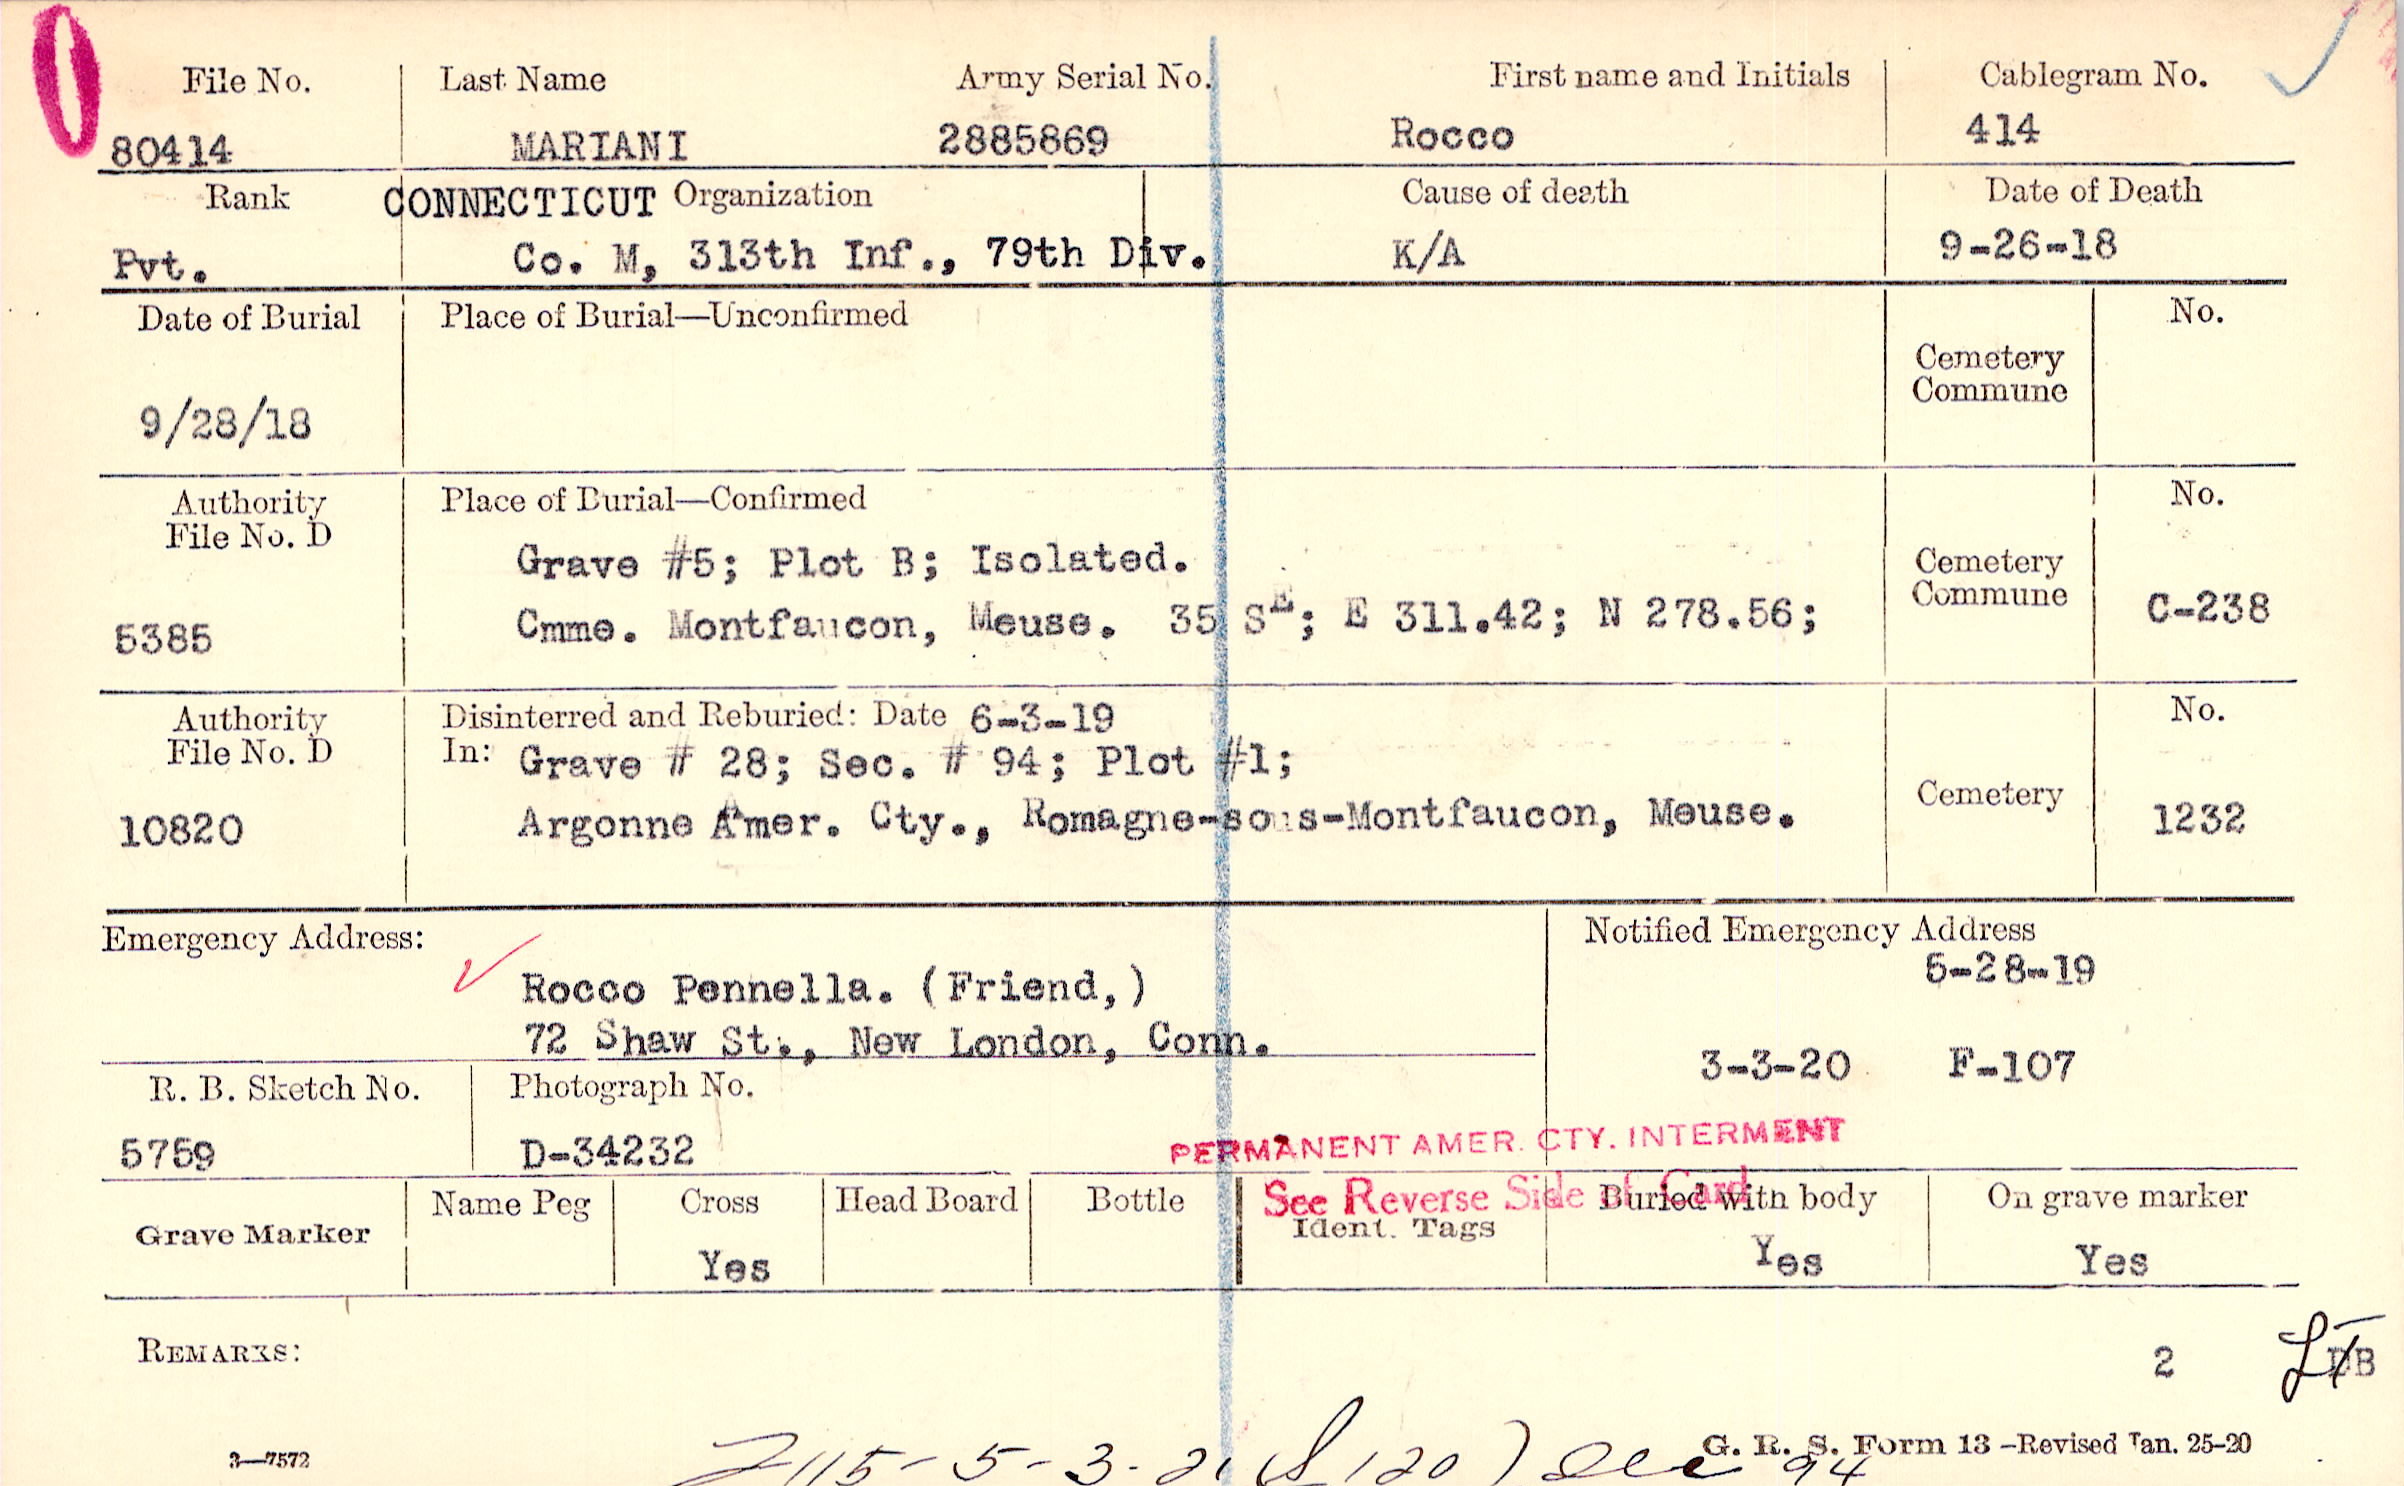 File No. Last Name Army Serial No. First name and Initials Cablegram No.
80414 MARIANI 2885869 Rocco 414
Rank CONNECTICUT Organization Cause of death Date of Death
Pvt. Co. M, 313th Inf., 79th Div. K/A 9-26-18
Date of Burial Place of Burial—Unconfirmed No.
Cemetery
Commune
9/28/18
Authority Place of Burial—Confirmed No.
File No. D
Grave #5; Plot B; Isolated. Cemetery
Commune
5385 Cmme. Montfaucon, Meuse. 35 SE; E 311.42; N 278.56; C-238
Authority Disinterred and Reburied: Date 6-3-19 No.
File No. D In: Grave # 28; Sec. # 94; Plot #1;
Cemetery
10820 Argonne Amer. Cty., Romagne-sous-Montfaucon, Meuse. 1232
Emergency Address: Notified Emergency Address
5-28-19
Rocco Pennella. (Friend,)
72 Shaw St., New London, Conn.
3-3-20 F-107
R. B. Sketch No. Photograph No.
5759 D-34232
PERMANENT AMER. CTY. INTERMENT
See Reverse Side of Card
Grave Marker Name Peg Cross Head Board Bottle Ident. Tags Buried with body On grave marker
Yes Yes Yes
REMARKS:
2
3—7572
G. R. S. Form 13 -Revised Jan. 25-20